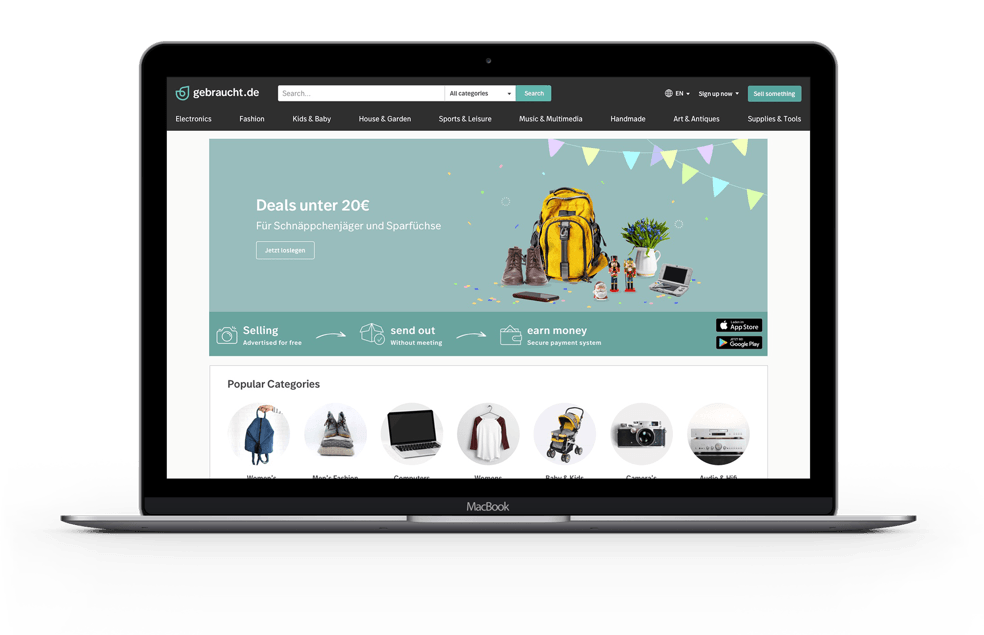 gebraucht.de
Search...
All categories
Search
EN
Sign up now
Sell something
Electronics
Fashion
Kids & Baby
House & Garden
Sports & Leisure
Music & Multimedia
Handmade
Art & Antiques
Supplies & Tools
Deals unter 20€
Für Schnäppchenjäger und Sparfüchse
Jetzt loslegen
Selling
Advertised for free
send out
Without meeting
earn money
Secure payment system
App Store
JETZT BEI
Google Play
Popular Categories
Women's
Men's Fashion
Computers
Womens
Baby & Kids
Camera's
Audio & Hifi
MacBook